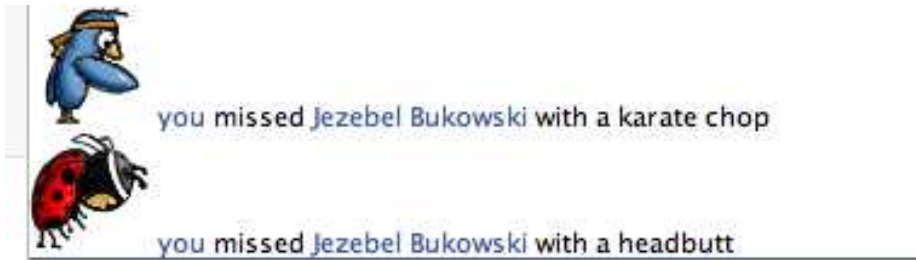 you missed Jezebel Bukowski with a karate chop
you missed Jezebel Bukowski with a headbutt